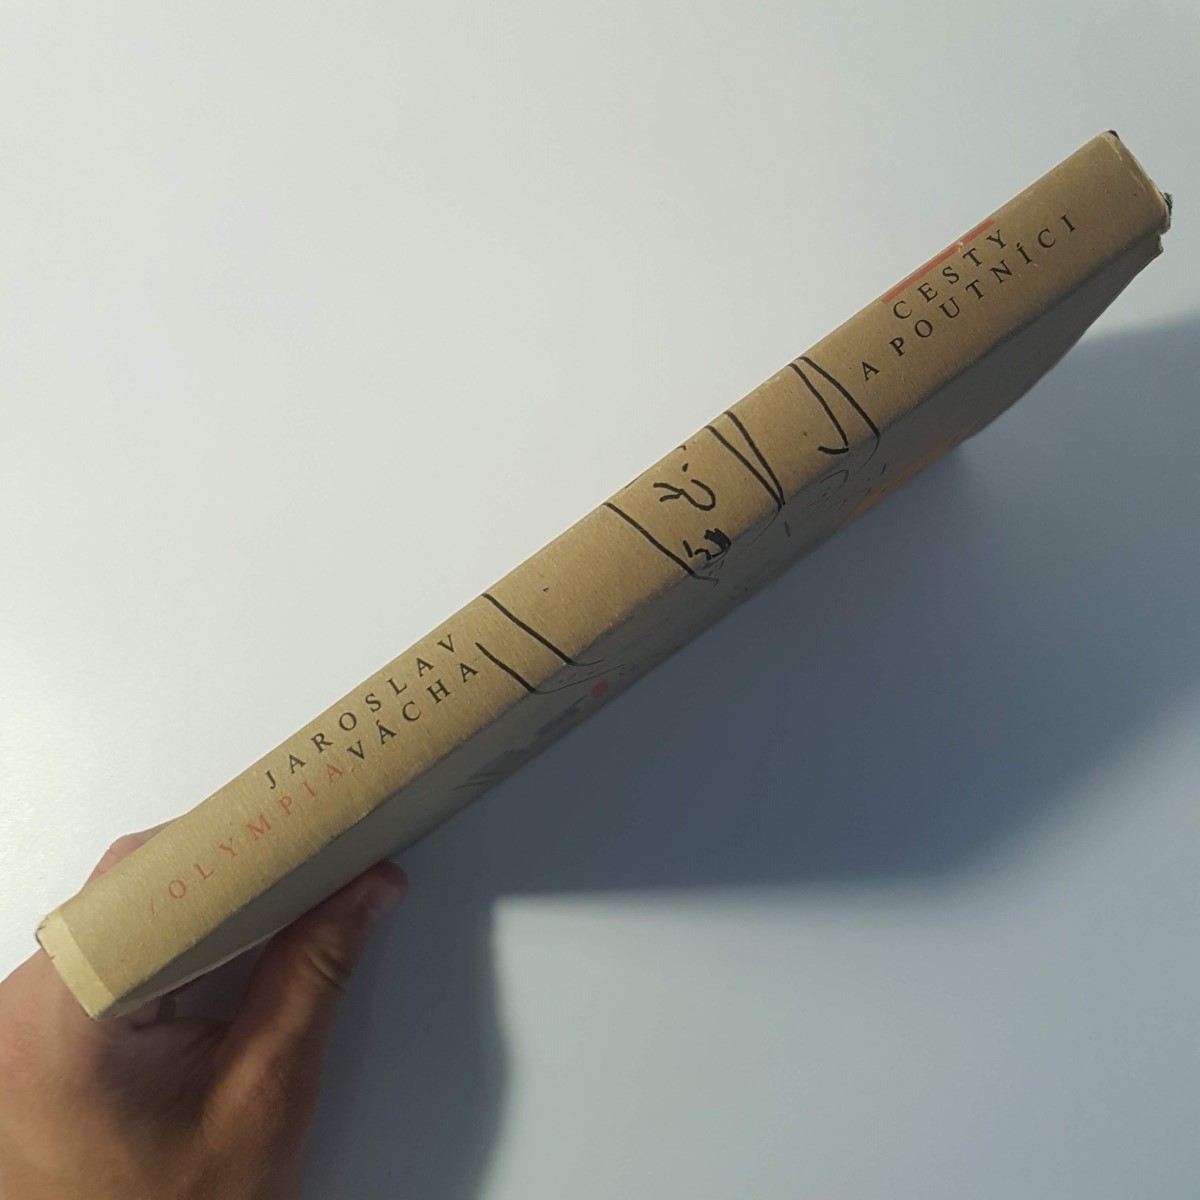 JAROSLAV
VÁCHA
OLYMPIA
CESTY
A POUTNÍCI